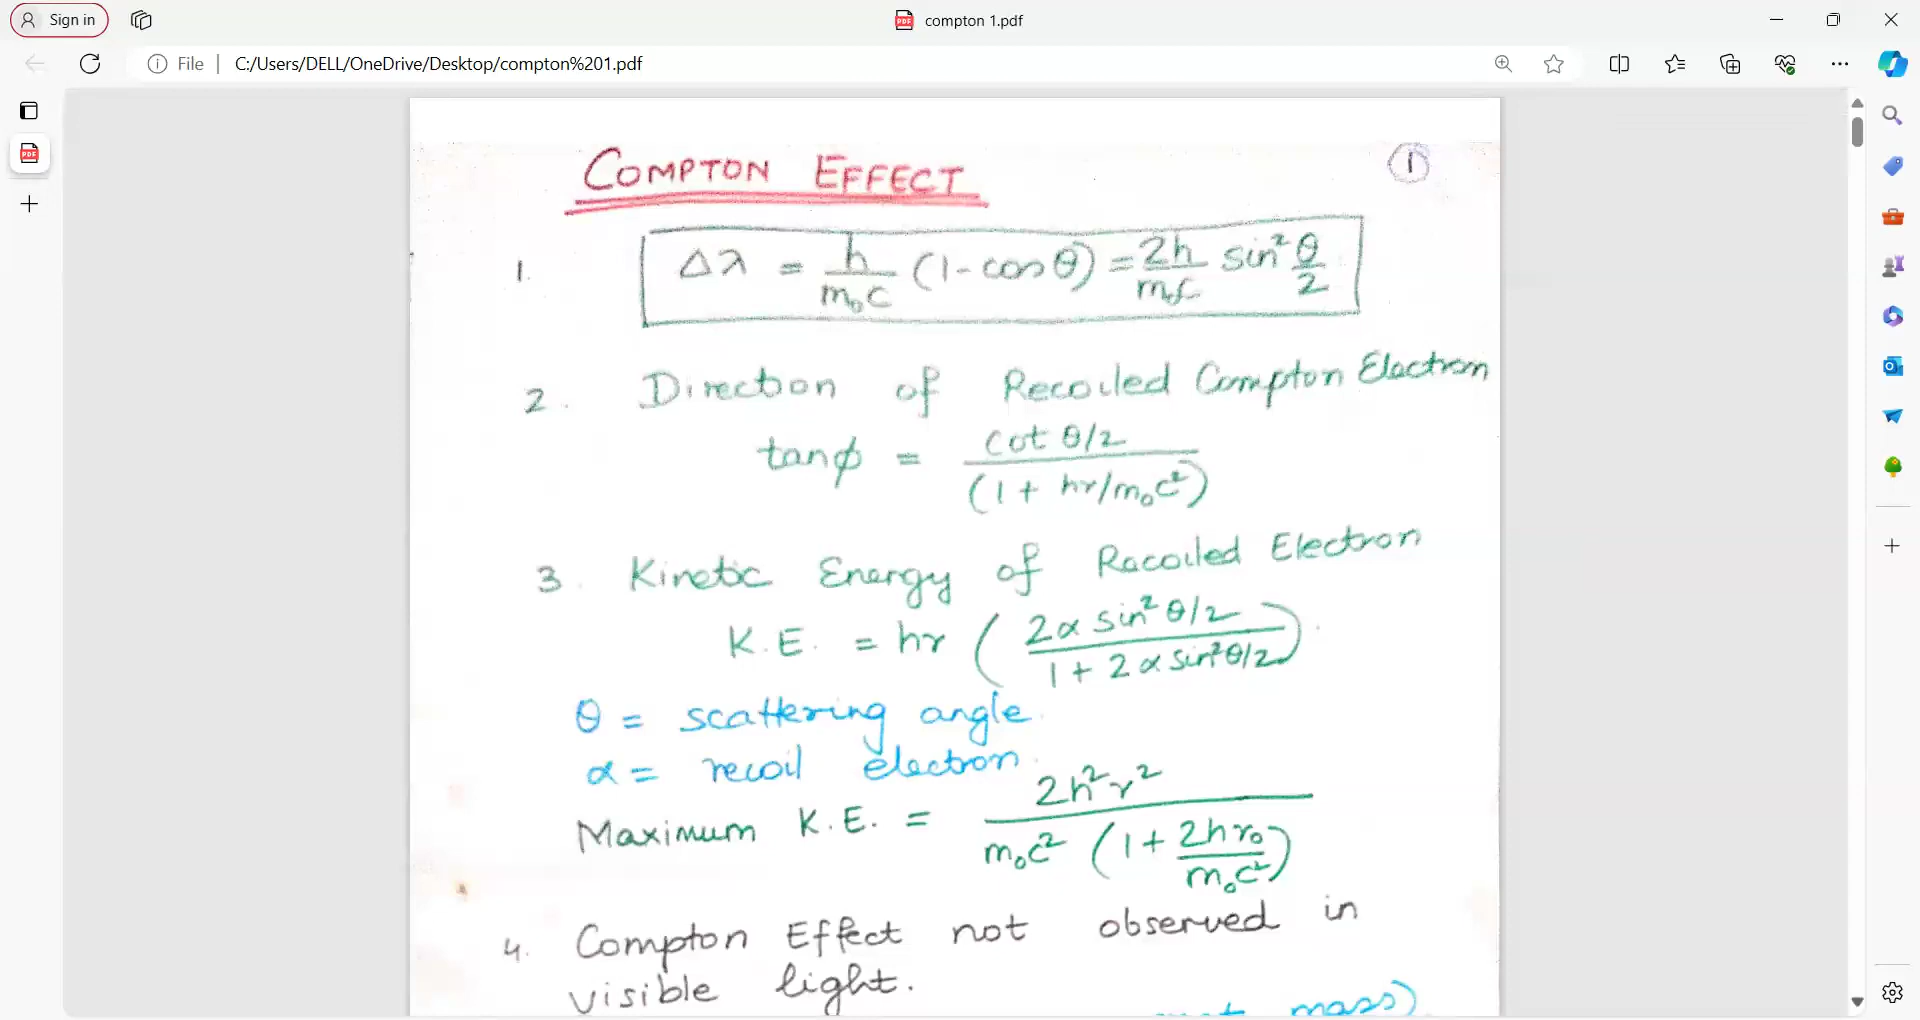 Sign in
compton 1.pdf
File | C:/Users/DELL/OneDrive/Desktop/compton%201.pdf
COMPTON EFFECT
1
1. Δλ = h/m₀c (1-cosθ) = 2h/m₀c sin² θ/2
2. Direction of Recoiled Compton Electron
tanφ = cot θ/2 / (1 + hν/m₀c²)
3. Kinetic Energy of Racoiled Electron
K.E. = hν ( 2α sin² θ/2 / 1 + 2α sin²θ/2 )
θ = scattering angle
α = recoil electron
Maximum K.E. = 2h²ν² / m₀c² (1 + 2hν₀/m₀c²)
4. Compton Effect not observed in
visible light.
mass)